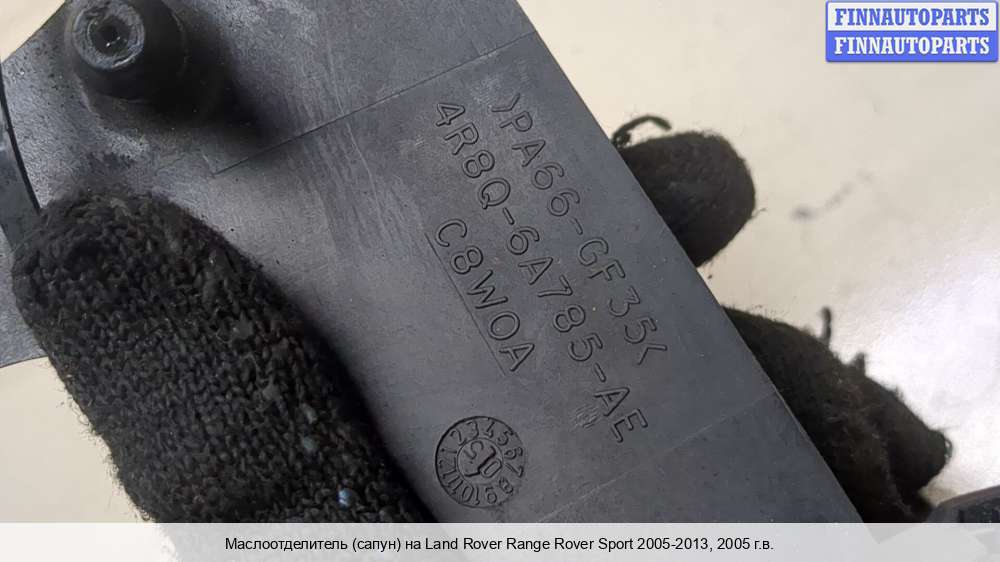 FINNAUTOPARTS
FINNAUTOPARTS
>PA66-GF35<
4R8Q-6A785-AE
C8W0A
Маслоотделитель (сапун) на Land Rover Range Rover Sport 2005-2013, 2005 г.в.